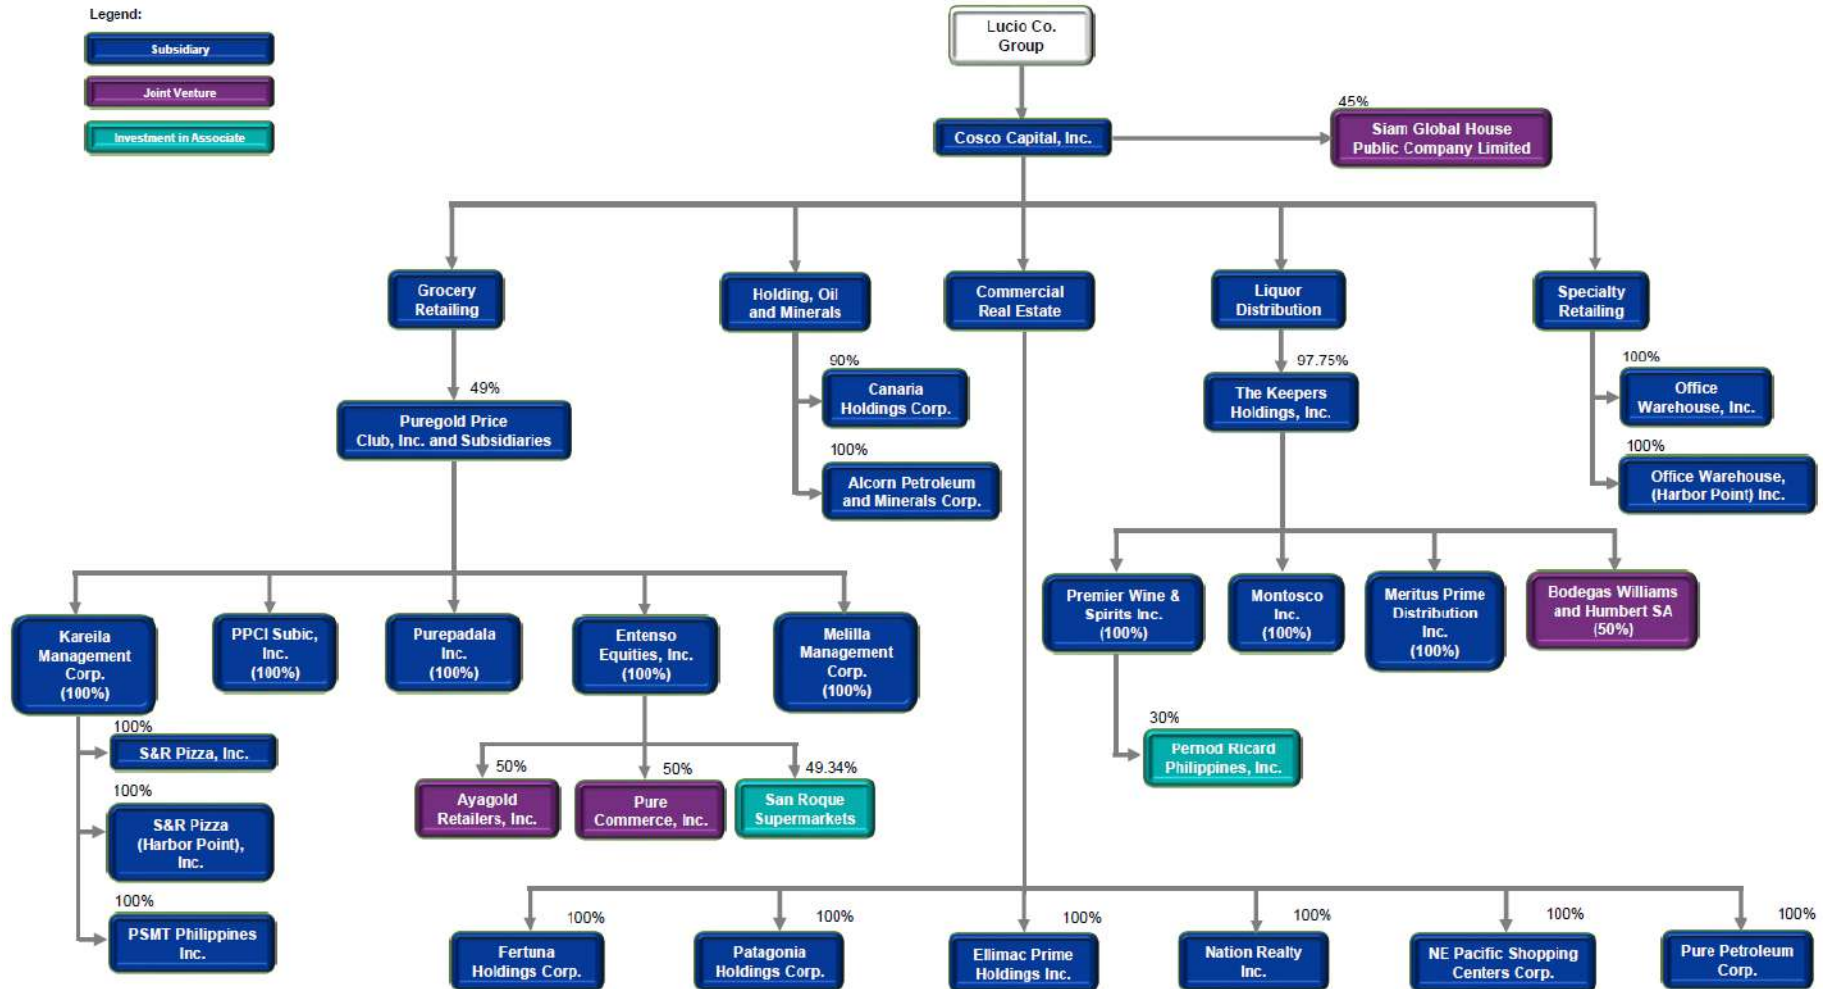 Legend:
Subsidiary
Joint Venture
Investment in Associate
Lucio Co.
Group
Cosco Capital, Inc.
45%
Siam Global House
Public Company Limited
Grocery
Retailing
Holding, Oil
and Minerals
Commercial
Real Estate
Liquor
Distribution
Specialty
Retailing
49%
Puregold Price
Club, Inc. and Subsidiaries
90%
Canaria
Holdings Corp.
100%
Alcorn Petroleum
and Minerals Corp.
97.75%
The Keepers
Holdings, Inc.
100%
Office
Warehouse, Inc.
100%
Office Warehouse,
(Harbor Point) Inc.
Kareila
Management
Corp.
(100%)
PPCI Subic,
Inc.
(100%)
Purepadala
Inc.
(100%)
Entenso
Equities, Inc.
(100%)
Melilla
Management
Corp.
(100%)
Premier Wine &
Spirits Inc.
(100%)
Montosco
Inc.
(100%)
Meritus Prime
Distribution
Inc.
(100%)
Bodegas Williams
and Humbert SA
(50%)
100%
S&R Pizza, Inc.
100%
S&R Pizza
(Harbor Point),
Inc.
100%
PSMT Philippines
Inc.
50%
Ayagold
Retailers, Inc.
50%
Pure
Commerce, Inc.
49.34%
San Roque
Supermarkets
30%
Pernod Ricard
Philippines, Inc.
100%
Fertuna
Holdings Corp.
100%
Patagonia
Holdings Corp.
100%
Ellimac Prime
Holdings Inc.
100%
Nation Realty
Inc.
100%
NE Pacific Shopping
Centers Corp.
100%
Pure Petroleum
Corp.